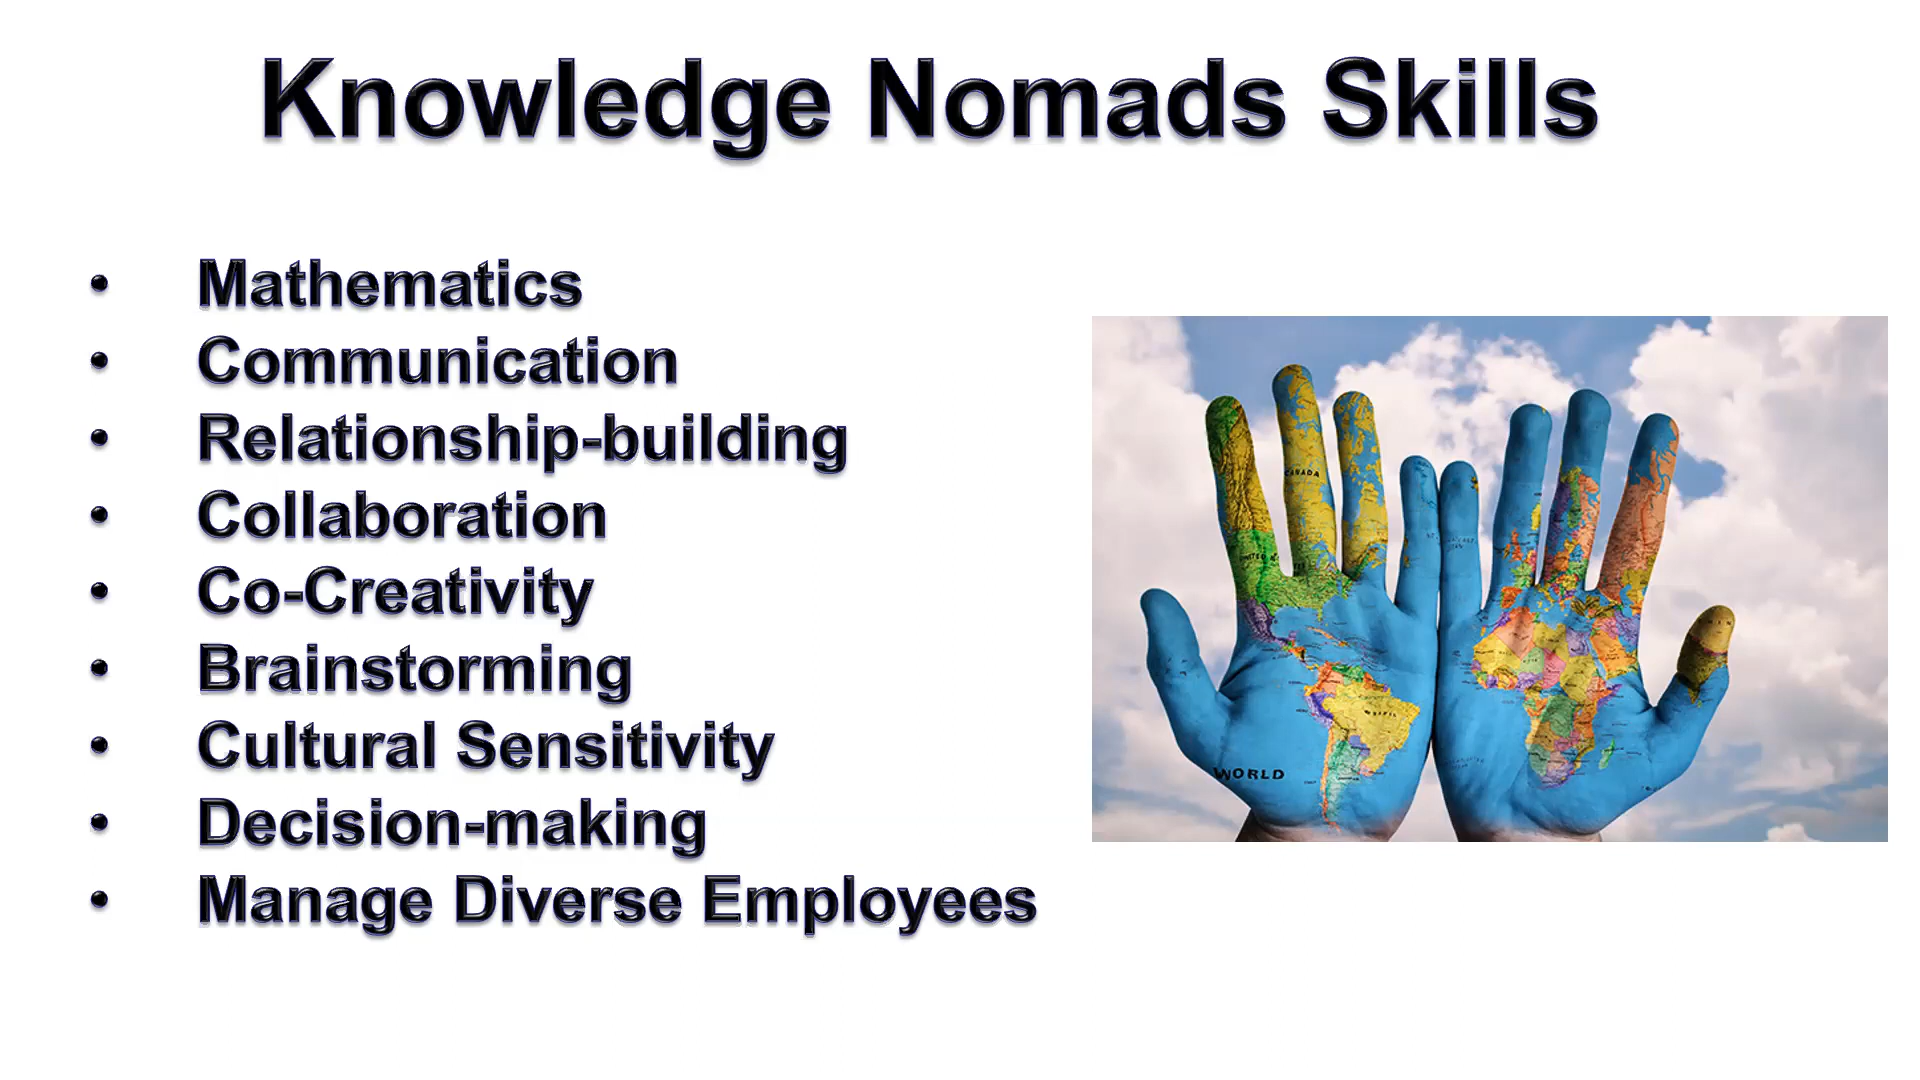 Knowledge Nomads Skills
• Mathematics
• Communication
• Relationship-building
• Collaboration
• Co-Creativity
• Brainstorming
• Cultural Sensitivity
• Decision-making
• Manage Diverse Employees
CANADA
BRASIL
WORLD